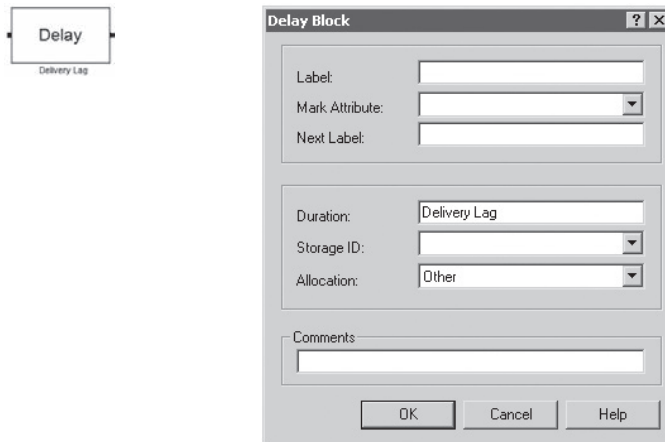 Delay
Delivery Lag
Delay Block
Label:
Mark Attribute:
Next Label:
Duration: Delivery Lag
Storage ID:
Allocation: Other
Comments
OK Cancel Help